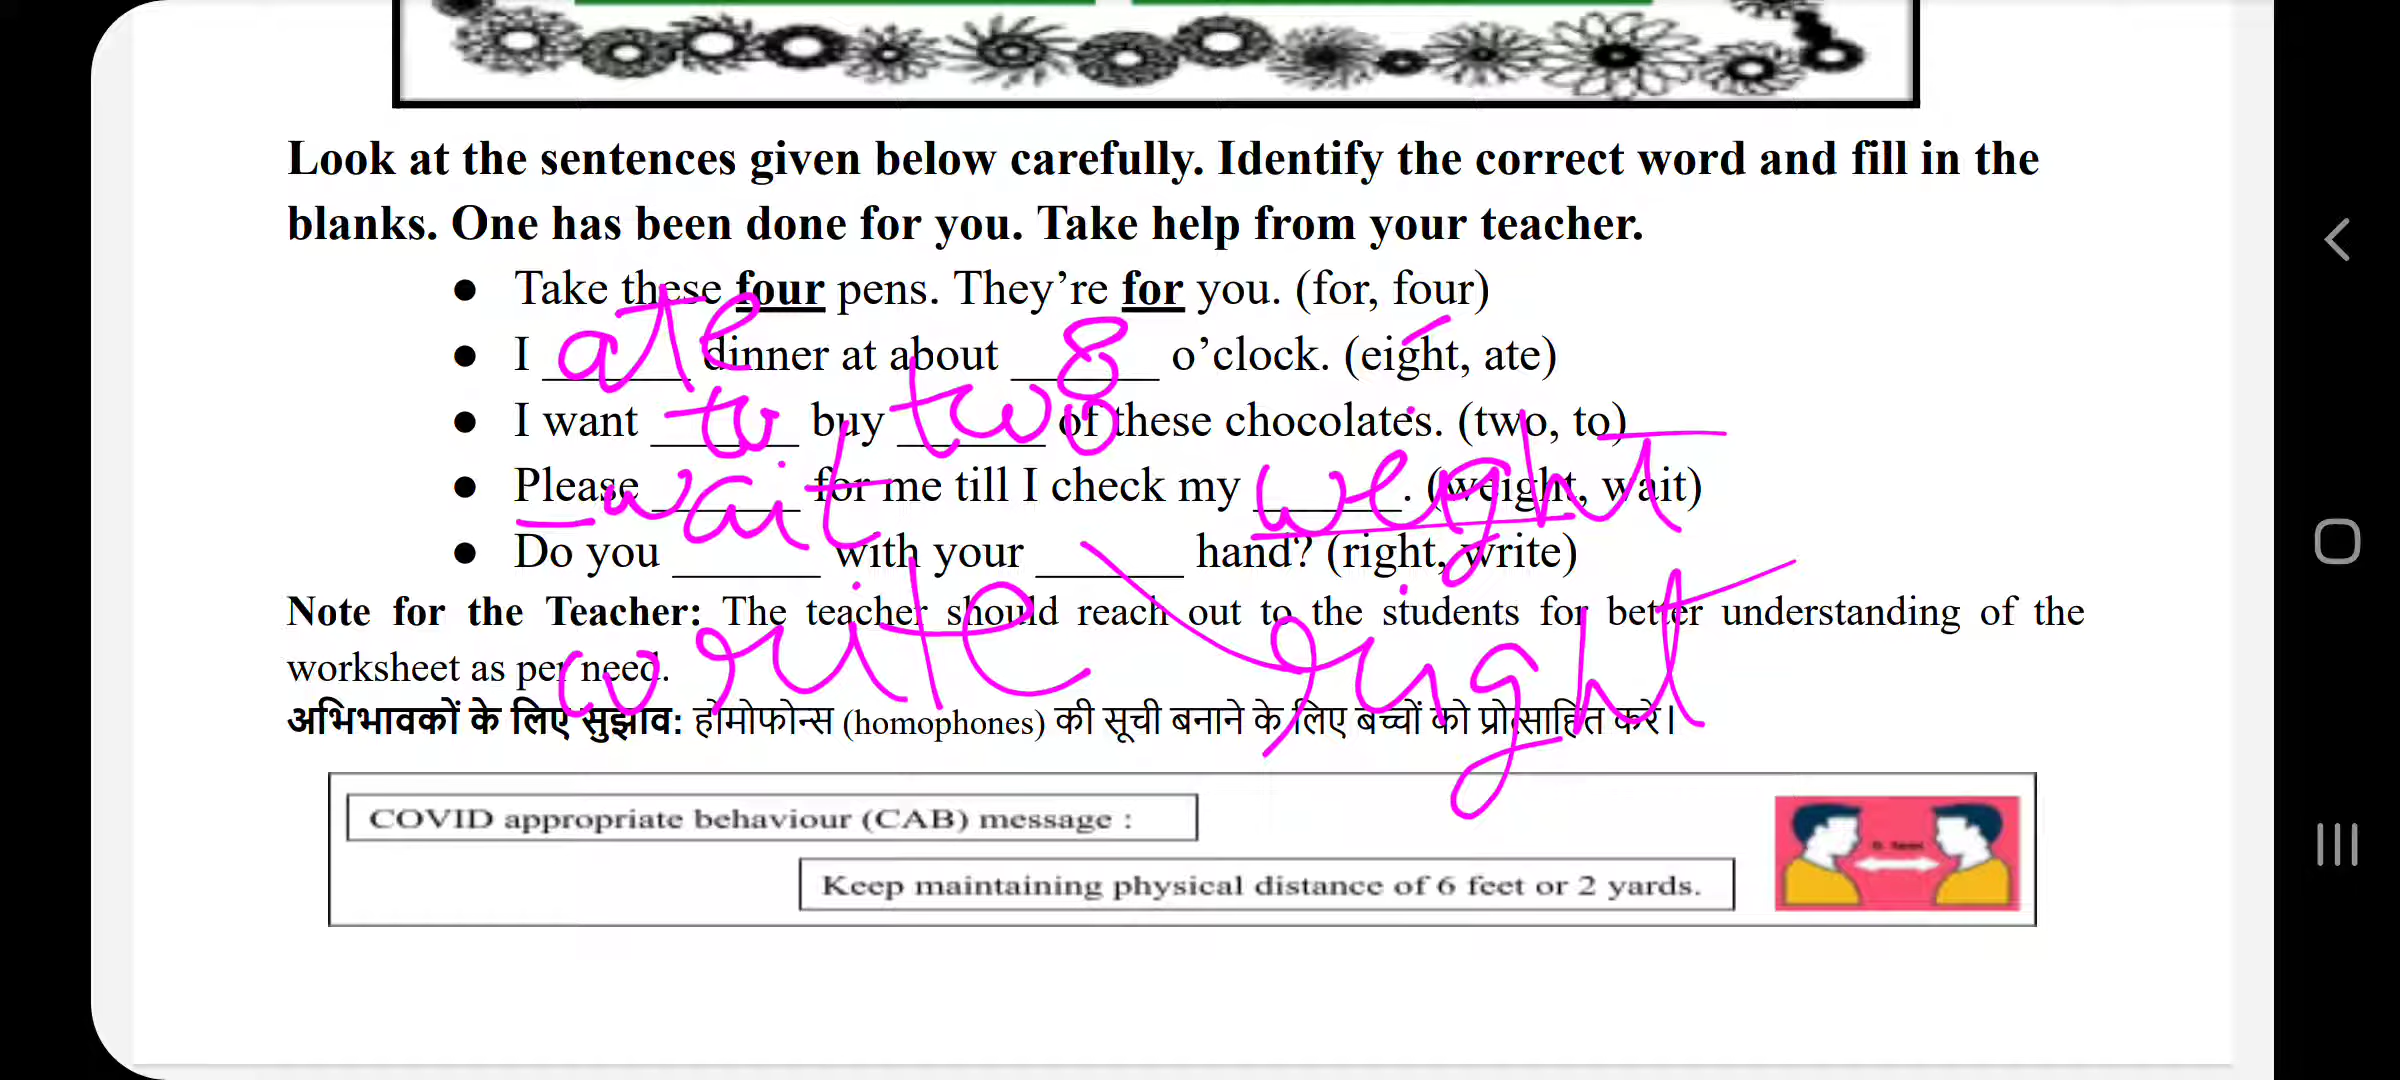 Look at the sentences given below carefully. Identify the correct word and fill in the
blanks. One has been done for you. Take help from your teacher.
● Take these four pens. They’re for you. (for, four)
● I ate dinner at about 8 o’clock. (eight, ate)
● I want to buy two of these chocolates. (two, to)
● Please wait for me till I check my weght. (weight, wait)
● Do you ______ with your ______ hand? (right, write)
write right
Note for the Teacher: The teacher should reach out to the students for better understanding of the
worksheet as per need.
अभिभावकों के लिए सुझाव: होमोफोन्स (homophones) की सूची बनाने के लिए बच्चों को प्रोत्साहित करे।
COVID appropriate behaviour (CAB) message :
Keep maintaining physical distance of 6 feet or 2 yards.